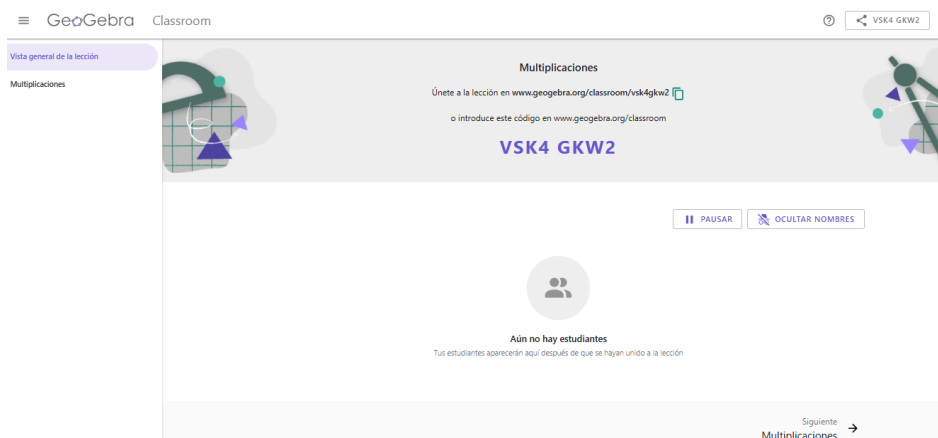 GeoGebra Classroom
VSK4 GKW2
Vista general de la lección
Multiplicaciones
Multiplicaciones
Únete a la lección en www.geogebra.org/classroom/vsk4gkw2
o introduce este código en www.geogebra.org/classroom
VSK4 GKW2
PAUSAR
OCULTAR NOMBRES
Aún no hay estudiantes
Tus estudiantes aparecerán aquí después de que se hayan unido a la lección
Siguiente
Multiplicaciones